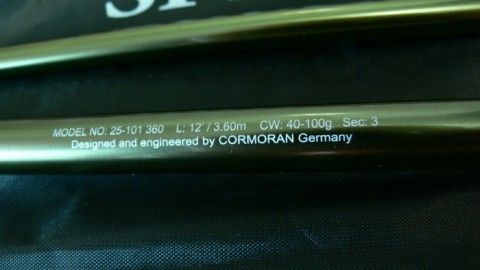 MODEL NO: 25-101 360 L: 12' / 3.60m CW: 40-100g Sec: 3
Designed and engineered by CORMORAN Germany